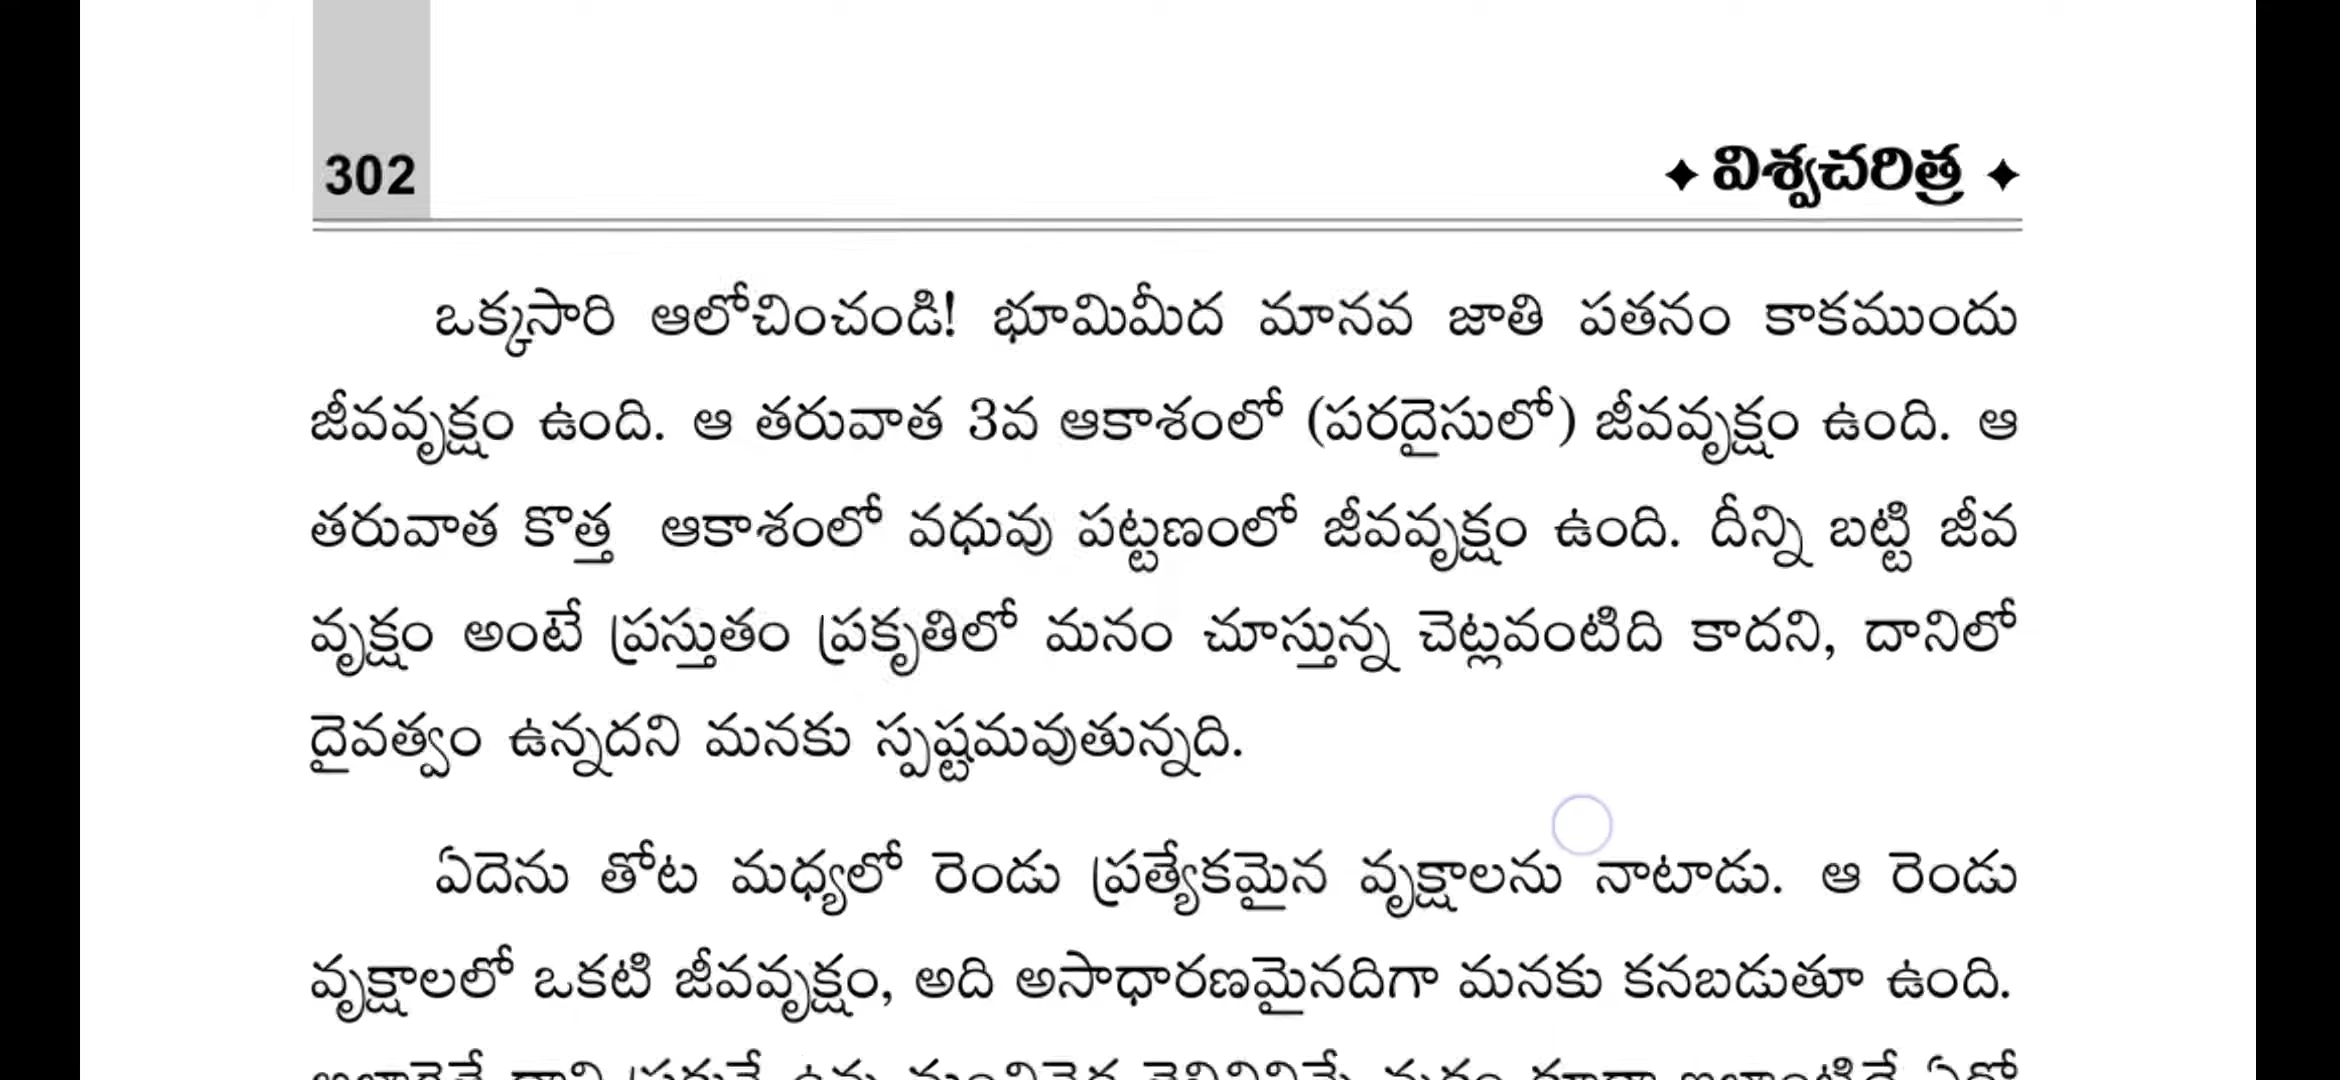 302
✦ విశ్వచరిత్ర ✦
ఒక్కసారి ఆలోచించండి! భూమిమీద మానవ జాతి పతనం కాకముందు
జీవవృక్షం ఉంది. ఆ తరువాత 3వ ఆకాశంలో (పరదైసులో) జీవవృక్షం ఉంది. ఆ
తరువాత కొత్త ఆకాశంలో వధువు పట్టణంలో జీవవృక్షం ఉంది. దీన్ని బట్టి జీవ
వృక్షం అంటే ప్రస్తుతం ప్రకృతిలో మనం చూస్తున్న చెట్లవంటిది కాదని, దానిలో
దైవత్వం ఉన్నదని మనకు స్పష్టమవుతున్నది.
ఏదెను తోట మధ్యలో రెండు ప్రత్యేకమైన వృక్షాలను నాటాడు. ఆ రెండు
వృక్షాలలో ఒకటి జీవవృక్షం, అది అసాధారణమైనదిగా మనకు కనబడుతూ ఉంది.